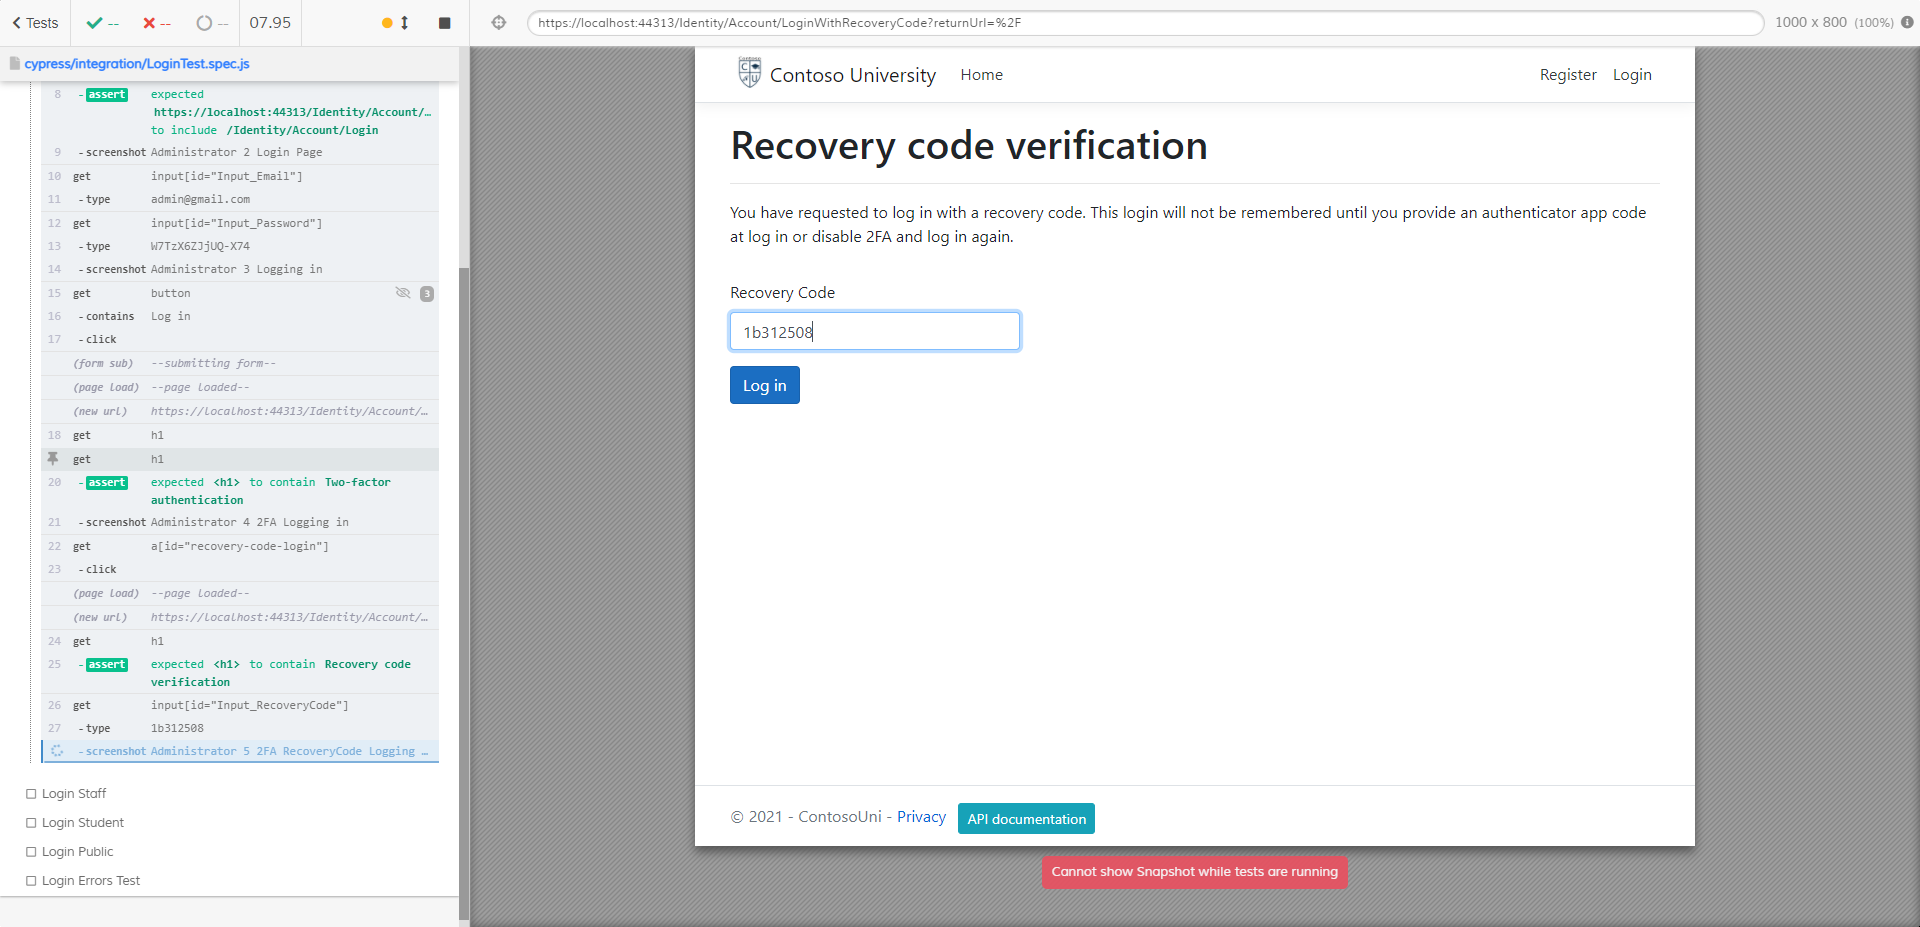 Tests
--
--
--
07.95
https://localhost:44313/Identity/Account/LoginWithRecoveryCode?returnUrl=%2F
1000 x 800 (100%)
cypress/integration/LoginTest.spec.js
8 -assert expected https://localhost:44313/Identity/Account/…
to include /Identity/Account/Login
9 -screenshot Administrator 2 Login Page
10 get input[id="Input_Email"]
11 -type admin@gmail.com
12 get input[id="Input_Password"]
13 -type W7TzX6ZJjUQ-X74
14 -screenshot Administrator 3 Logging in
15 get button 3
16 -contains Log in
17 -click
(form sub) --submitting form--
(page load) --page loaded--
(new url) https://localhost:44313/Identity/Account/…
18 get h1
get h1
20 -assert expected <h1> to contain Two-factor
authentication
21 -screenshot Administrator 4 2FA Logging in
22 get a[id="recovery-code-login"]
23 -click
(page load) --page loaded--
(new url) https://localhost:44313/Identity/Account/…
24 get h1
25 -assert expected <h1> to contain Recovery code
verification
26 get input[id="Input_RecoveryCode"]
27 -type 1b312508
-screenshot Administrator 5 2FA RecoveryCode Logging …
Login Staff
Login Student
Login Public
Login Errors Test
Contoso University Home Register Login
Recovery code verification
You have requested to log in with a recovery code. This login will not be remembered until you provide an authenticator app code
at log in or disable 2FA and log in again.
Recovery Code
1b312508
Log in
© 2021 - ContosoUni - Privacy API documentation
Cannot show Snapshot while tests are running